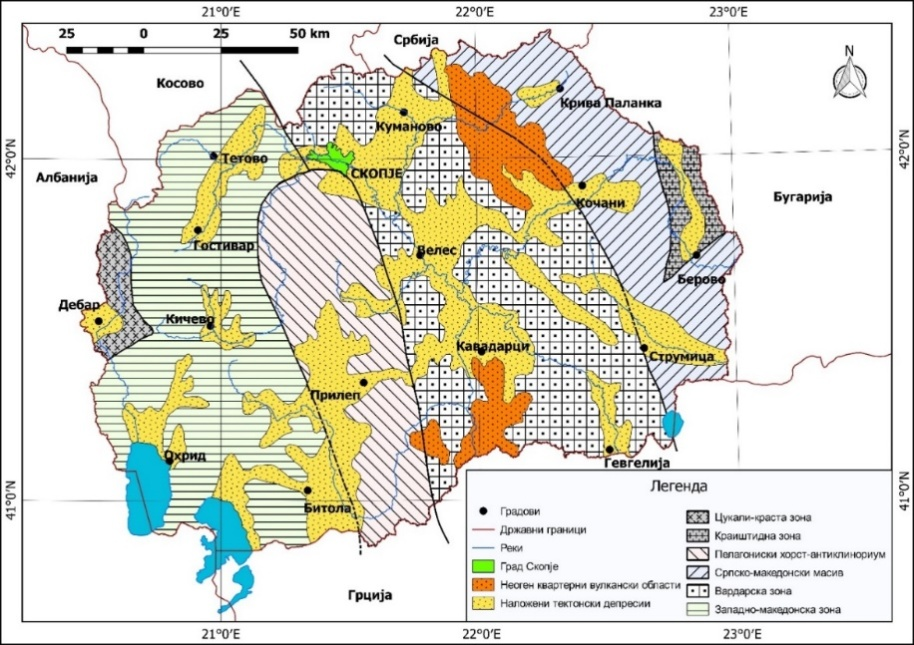 21°0'E 22°0'E 23°0'E
25 0 25 50 km
N
Србија
Косово
Крива Паланка
Куманово
42°0'N 42°0'N
Тетово
СКОПЈЕ
Албанија
Бугарија
Кочани
Гостивар
Велес
Берово
Дебар
Кичево
Кавадарци
Струмица
Прилеп
Охрид
Гевгелија
41°0'N 41°0'N
Битола
Грција
Легенда
Градови
Државни граници
Реки
Град Скопје
Неоген квартерни вулкански области
Наложени тектонски депресии
Цукали-краста зона
Краиштидна зона
Пелагониски хорст-антиклинориум
Српско-македонски масив
Вардарска зона
Западно-македонска зона
21°0'E 22°0'E 23°0'E